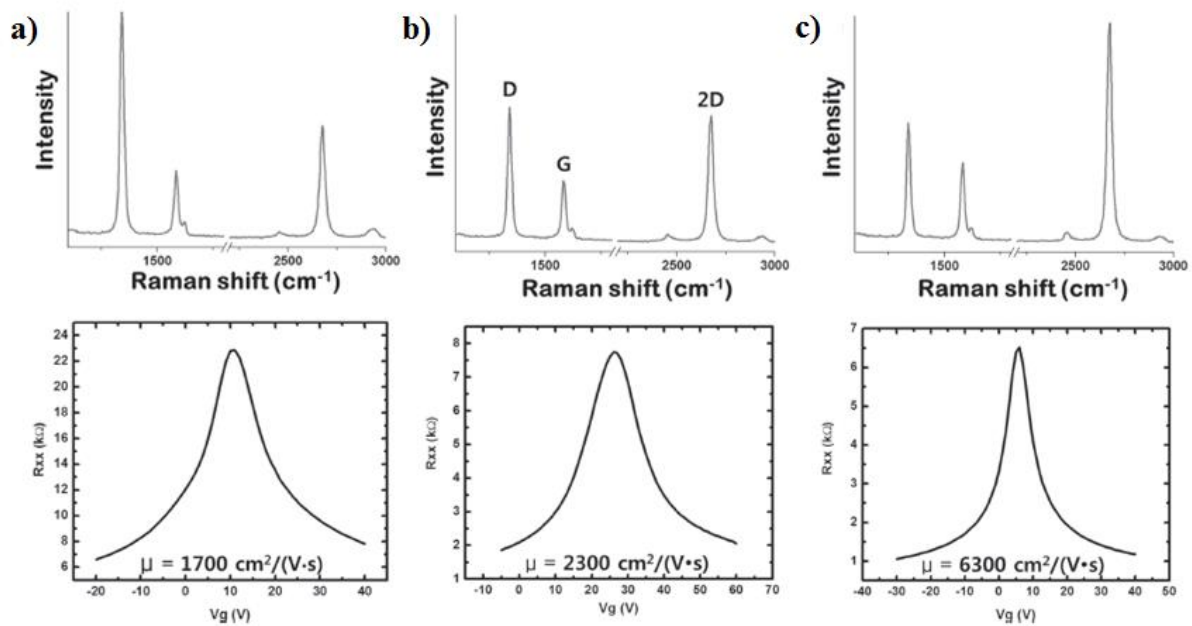 a)
Intensity
1500
2500
3000
Raman shift (cm-1)
b)
Intensity
D
G
2D
1500
2500
3000
Raman shift (cm-1)
c)
Intensity
1500
2500
3000
Raman shift (cm-1)
24
22
20
18
16
14
12
10
8
6
Rxx (kΩ)
μ = 1700 cm²/(V·s)
-20 -10 0 10 20 30 40
Vg (V)
8
7
6
5
4
3
2
1
Rxx (kΩ)
μ = 2300 cm²/(V•s)
-10 0 10 20 30 40 50 60 70
Vg (V)
7
6
5
4
3
2
1
Rxx (kΩ)
μ = 6300 cm²/(V•s)
-40 -30 -20 -10 0 10 20 30 40 50
Vg (V)